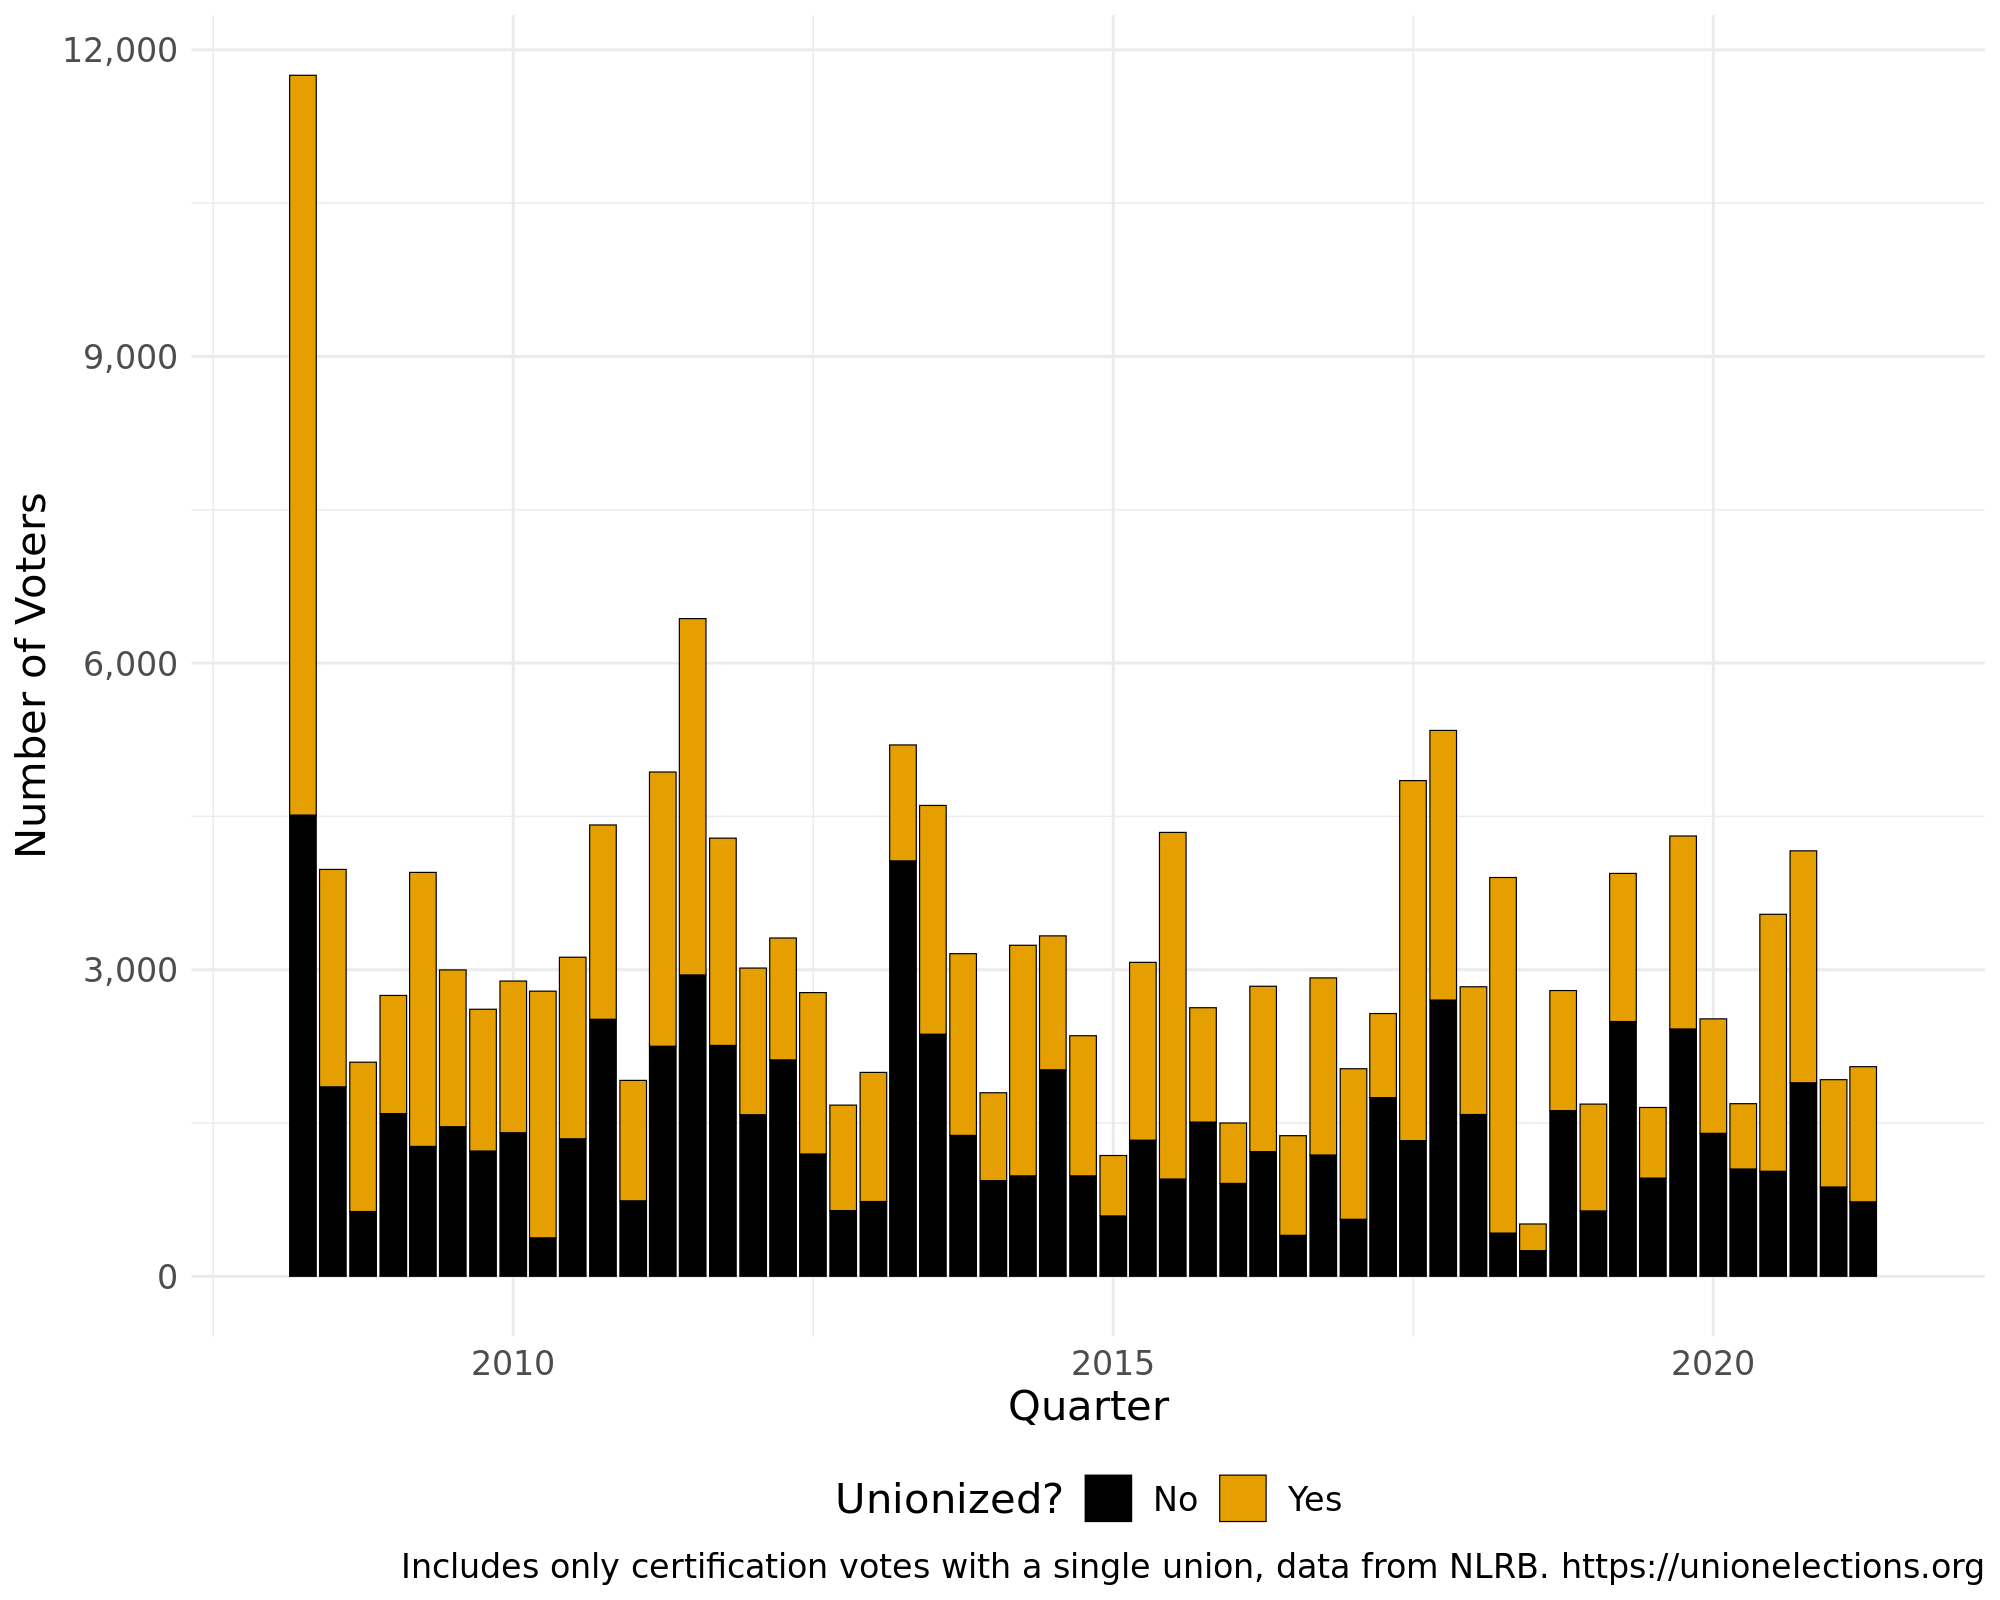 12,000
9,000
6,000
3,000
0
Number of Voters
2010 2015 2020
Quarter
Unionized? No Yes
Includes only certification votes with a single union, data from NLRB. https://unionelections.org